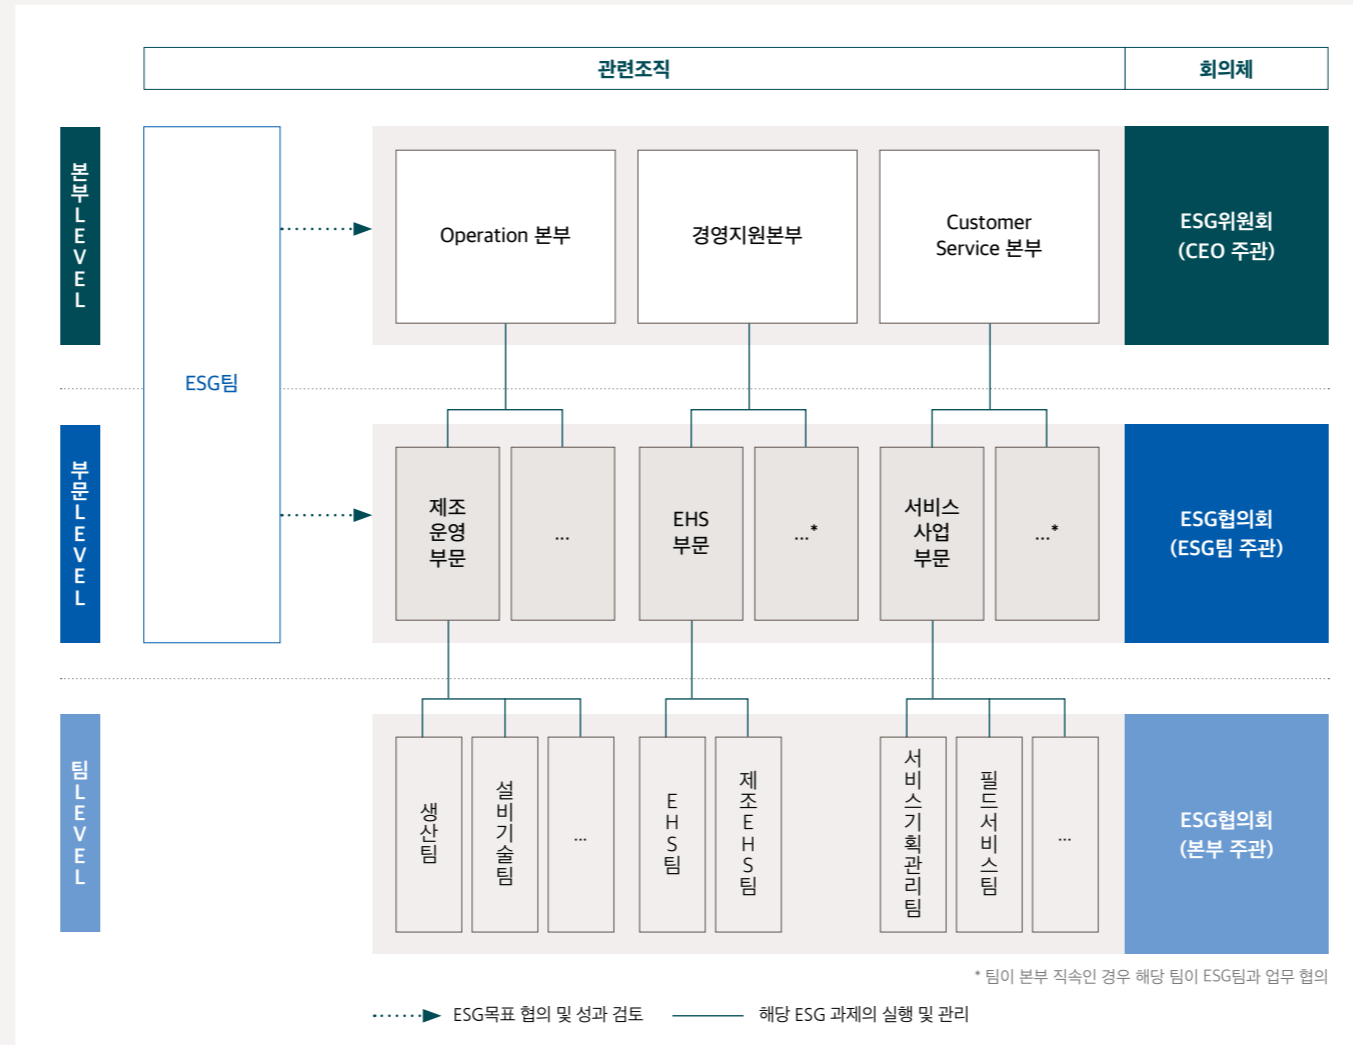 관련조직
회의체
본부LEVEL
ESG팀
Operation 본부
경영지원본부
Customer
Service 본부
ESG위원회
(CEO 주관)
부문LEVEL
제조
운영
부문
...
EHS
부문
...*
서비스
사업
부문
...*
ESG협의회
(ESG팀 주관)
팀LEVEL
생산팀
설비기술팀
...
EHS팀
제조EHS팀
서비스기획관리팀
필드서비스팀
...
ESG협의회
(본부 주관)
* 팀이 본부 직속인 경우 해당 팀이 ESG팀과 업무 협의
ESG목표 협의 및 성과 검토
해당 ESG 과제의 실행 및 관리